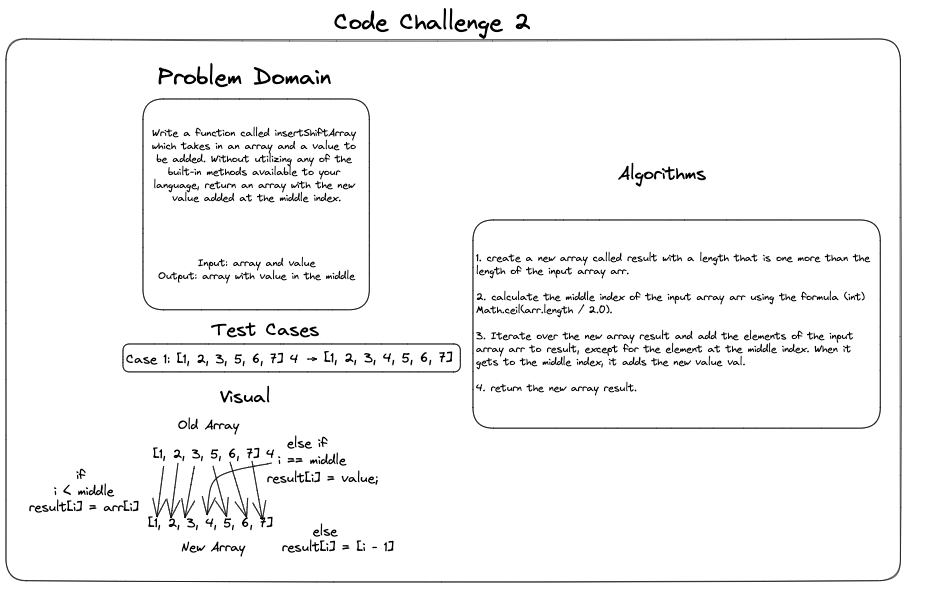 Code Challenge 2
Problem Domain
Write a function called insertShiftArray
which takes in an array and a value to
be added. Without utilizing any of the
built-in methods available to your
language, return an array with the new
value added at the middle index.
Input: array and value
Output: array with value in the middle
Test Cases
Case 1: [1, 2, 3, 5, 6, 7] 4 → [1, 2, 3, 4, 5, 6, 7]
Visual
Old Array
[1, 2, 3, 5, 6, 7] 4
else if
i == middle
result[i] = value;
if
i < middle
result[i] = arr[i]
[1, 2, 3, 4, 5, 6, 7]
New Array
else
result[i] = [i - 1]
Algorithms
1. create a new array called result with a length that is one more than the
length of the input array arr.
2. calculate the middle index of the input array arr using the formula (int)
Math.ceil(arr.length / 2.0).
3. Iterate over the new array result and add the elements of the input
array arr to result, except for the element at the middle index. When it
gets to the middle index, it adds the new value val.
4. return the new array result.